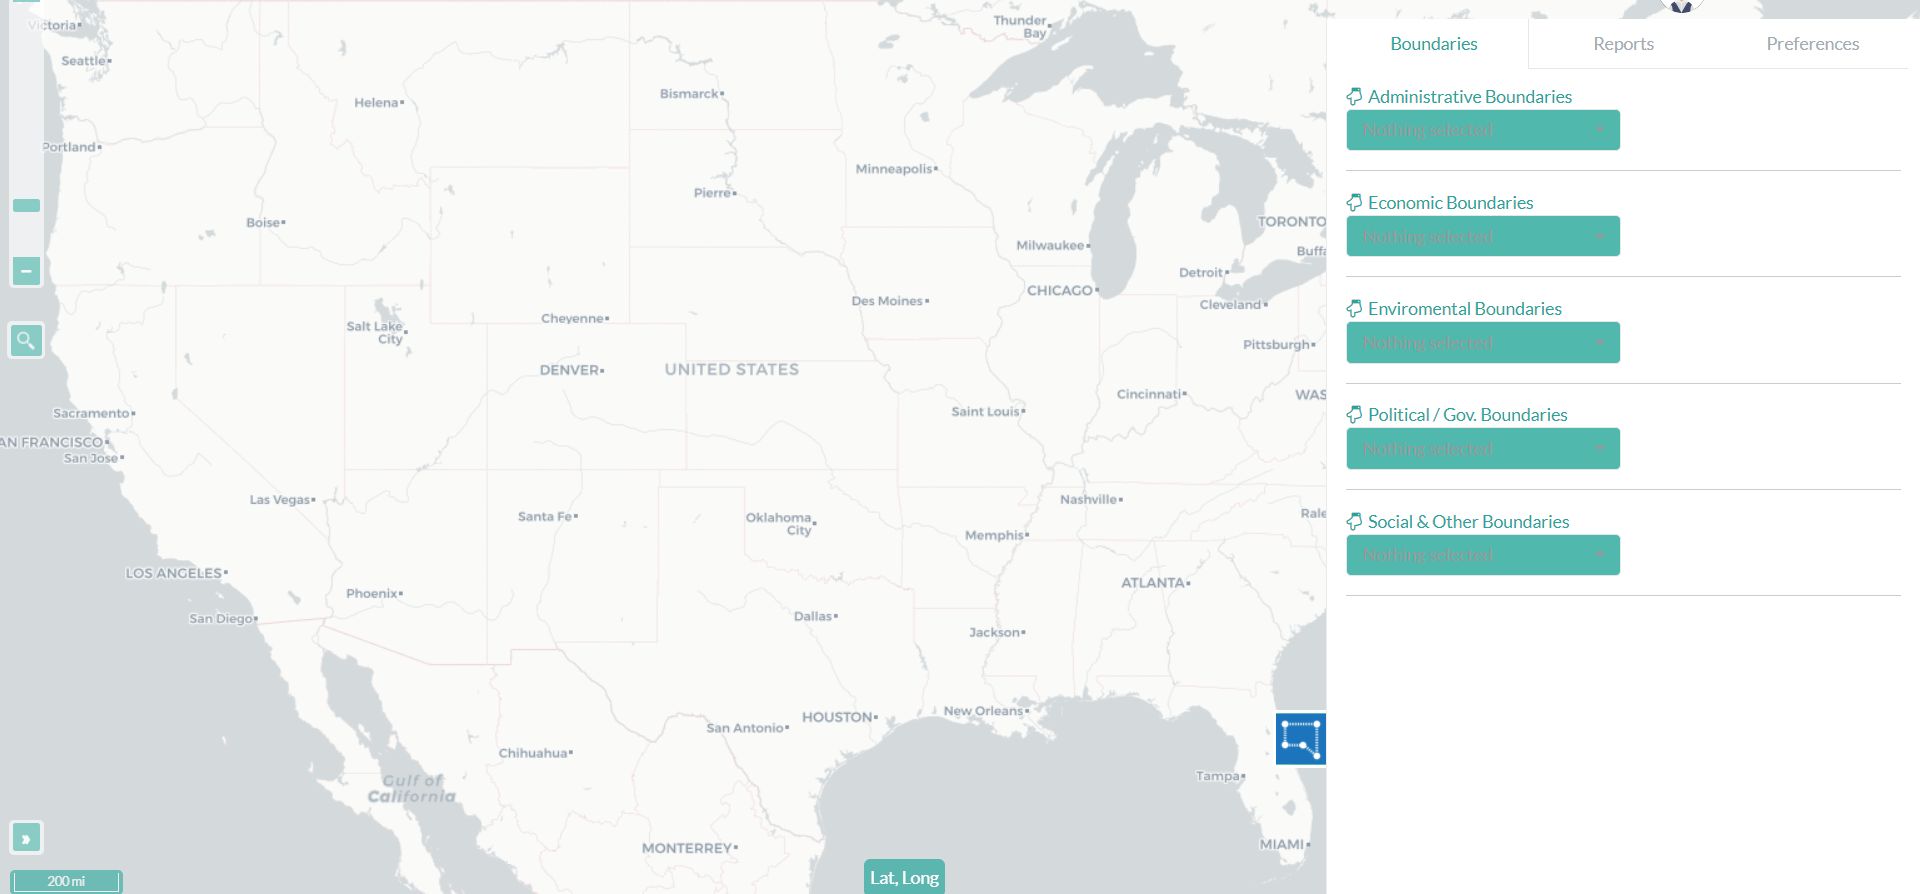 Victoria
Thunder
Bay
Seattle
Helena
Bismarck
Portland
Minneapolis
Pierre
Boise
TORONTO
Milwaukee
Buffa
Detroit
CHICAGO
Des Moines
Cleveland
Salt Lake
City
Cheyenne
Pittsburgh
DENVER
UNITED STATES
Cincinnati
WAS
Sacramento
Saint Louis
AN FRANCISCO
San Jose
Las Vegas
Nashville
Santa Fe
Oklahoma
City
Rale
Memphis
LOS ANGELES
ATLANTA
Phoenix
San Diego
Dallas
Jackson
New Orleans
HOUSTON
San Antonio
Chihuahua
Tampa
Gulf of
California
MONTERREY
MIAMI
200 mi
Lat, Long
Boundaries
Reports
Preferences
Administrative Boundaries
Nothing selected
Economic Boundaries
Nothing selected
Enviromental Boundaries
Nothing selected
Political / Gov. Boundaries
Nothing selected
Social & Other Boundaries
Nothing selected